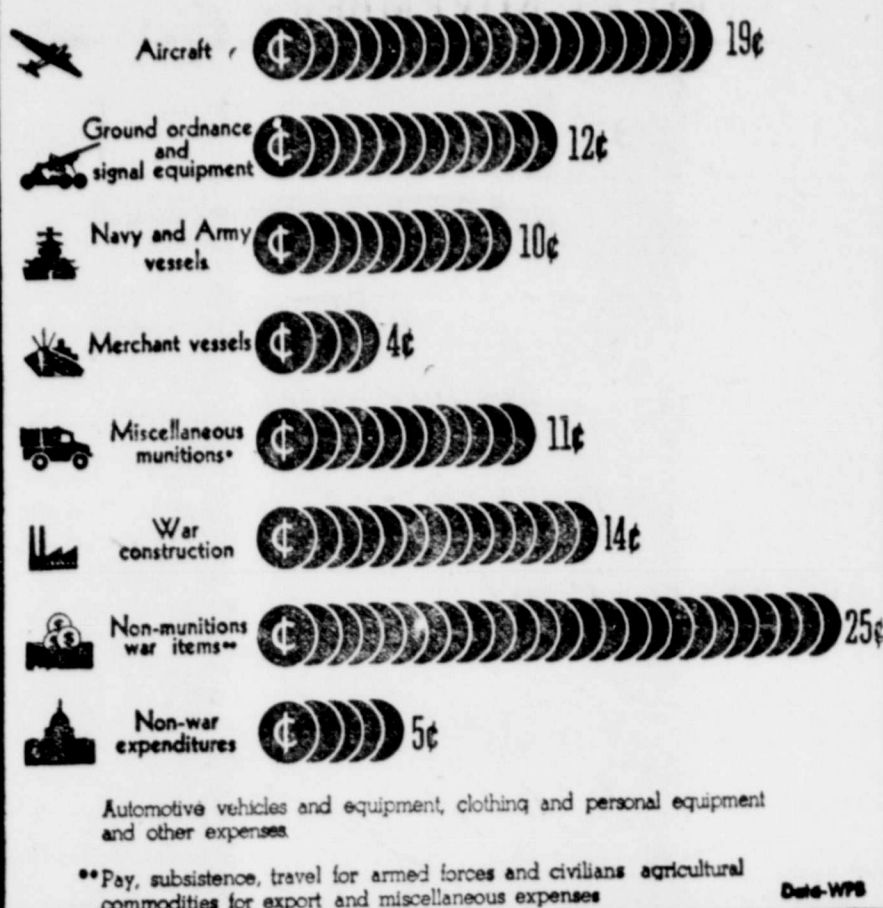 Aircraft 19¢
Ground ordnance
and
signal equipment 12¢
Navy and Army
vessels 10¢
Merchant vessels 4¢
Miscellaneous
munitions* 11¢
War
construction 14¢
Non-munitions
war items** 25¢
Non-war
expenditures 5¢
Automotive vehicles and equipment, clothing and personal equipment
and other expenses.
**Pay, subsistence, travel for armed forces and civilians agricultural
commodities for export and miscellaneous expenses
Data-WPB